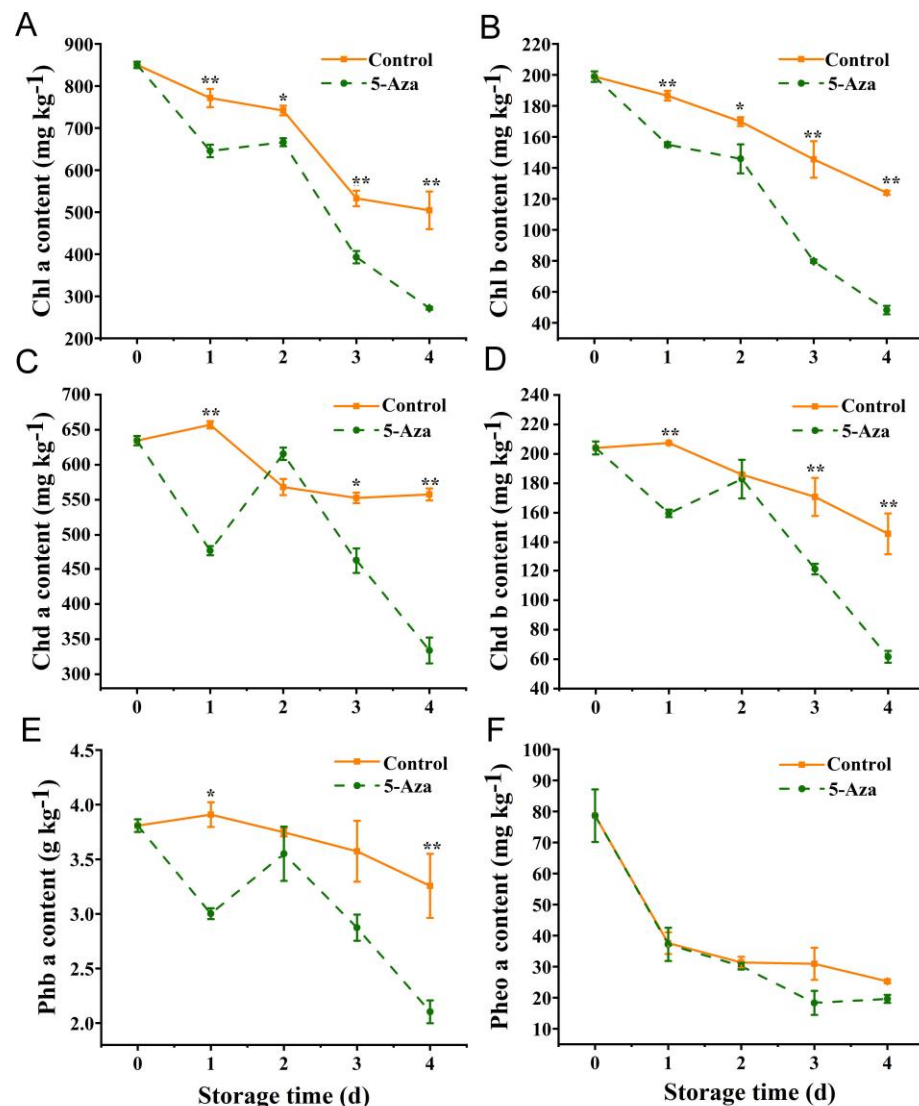 A
Chl a content (mg kg⁻¹)
900
800
700
600
500
400
300
200
**
*
**
**
Control
5-Aza
0 1 2 3 4
B
Chl b content (mg kg⁻¹)
220
200
180
160
140
120
100
80
60
40
**
*
**
**
Control
5-Aza
0 1 2 3 4
C
Chd a content (mg kg⁻¹)
700
650
600
550
500
450
400
350
300
**
*
**
Control
5-Aza
0 1 2 3 4
D
Chd b content (mg kg⁻¹)
240
220
200
180
160
140
120
100
80
60
40
**
**
**
Control
5-Aza
0 1 2 3 4
E
Phb a content (g kg⁻¹)
4.5
4.0
3.5
3.0
2.5
2.0
*
**
Control
5-Aza
0 1 2 3 4
Storage time (d)
F
Pheo a content (mg kg⁻¹)
100
90
80
70
60
50
40
30
20
10
Control
5-Aza
0 1 2 3 4
Storage time (d)